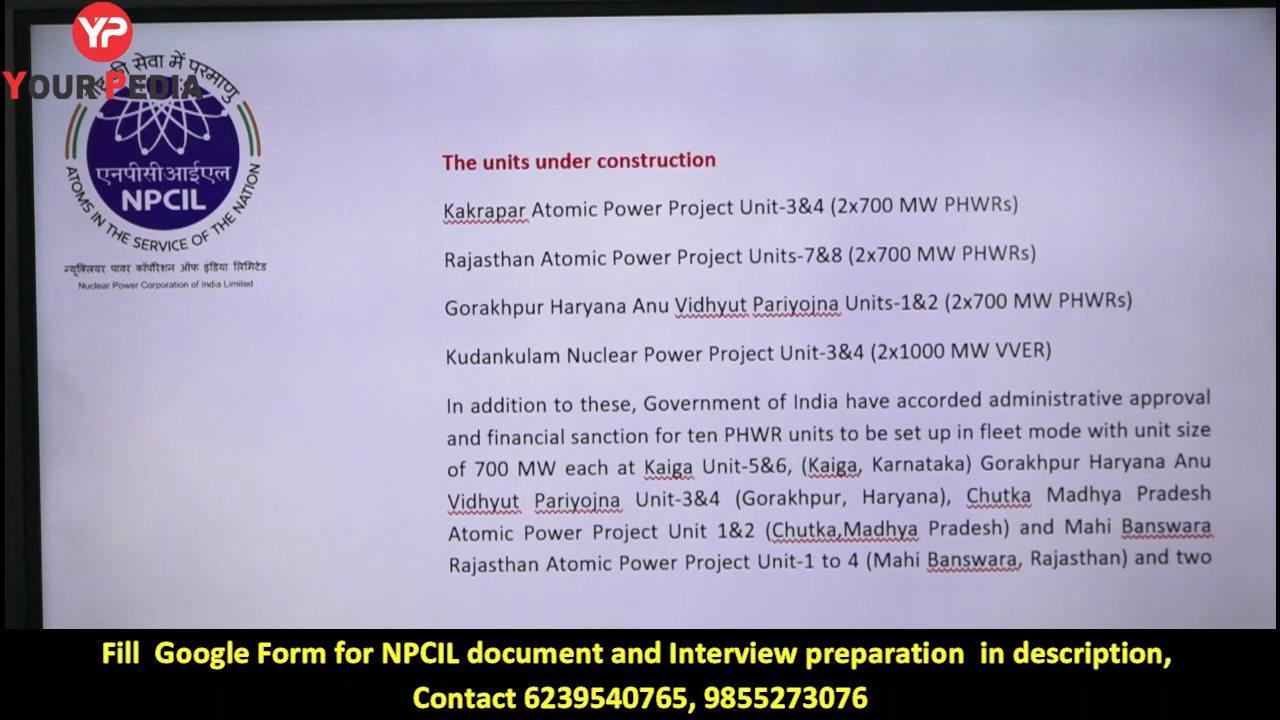 YP
YOUR PEDIA
की सेवा में परमाणु
एनपीसीआईएल
NPCIL
ATOMS IN THE SERVICE OF THE NATION
न्यूक्लियर पावर कॉर्पोरेशन ऑफ इंडिया लिमिटेड
Nuclear Power Corporation of India Limited
The units under construction
Kakrapar Atomic Power Project Unit-3&4 (2x700 MW PHWRs)
Rajasthan Atomic Power Project Units-7&8 (2x700 MW PHWRs)
Gorakhpur Haryana Anu Vidhyut Pariyojna Units-1&2 (2x700 MW PHWRs)
Kudankulam Nuclear Power Project Unit-3&4 (2x1000 MW VVER)
In addition to these, Government of India have accorded administrative approval
and financial sanction for ten PHWR units to be set up in fleet mode with unit size
of 700 MW each at Kaiga Unit-5&6, (Kaiga, Karnataka) Gorakhpur Haryana Anu
Vidhyut Pariyojna Unit-3&4 (Gorakhpur, Haryana), Chutka Madhya Pradesh
Atomic Power Project Unit 1&2 (Chutka,Madhya Pradesh) and Mahi Banswara
Rajasthan Atomic Power Project Unit-1 to 4 (Mahi Banswara, Rajasthan) and two
Fill Google Form for NPCIL document and Interview preparation in description,
Contact 6239540765, 9855273076